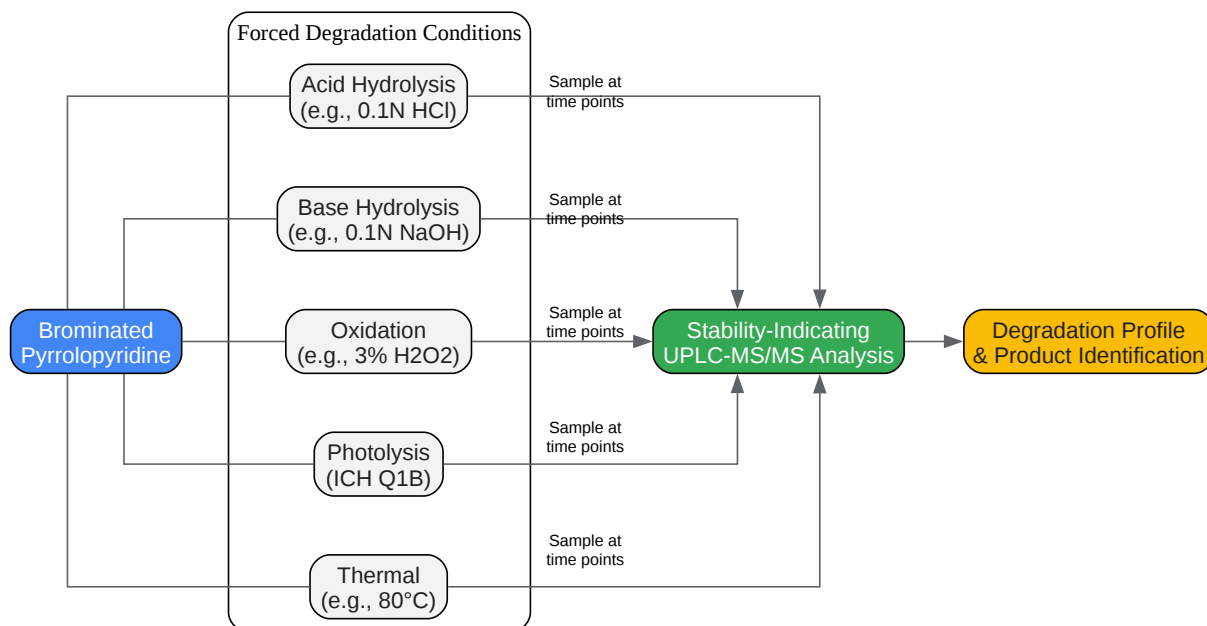 Forced Degradation Conditions
Acid Hydrolysis
(e.g., 0.1N HCl)
Sample at
time points
Base Hydrolysis
(e.g., 0.1N NaOH)
Sample at
time points
Brominated
Pyrrolopyridine
Oxidation
(e.g., 3% H2O2)
Sample at
time points
Stability-Indicating
UPLC-MS/MS Analysis
Degradation Profile
& Product Identification
Photolysis
(ICH Q1B)
Sample at
time points
Thermal
(e.g., 80°C)
Sample at
time points